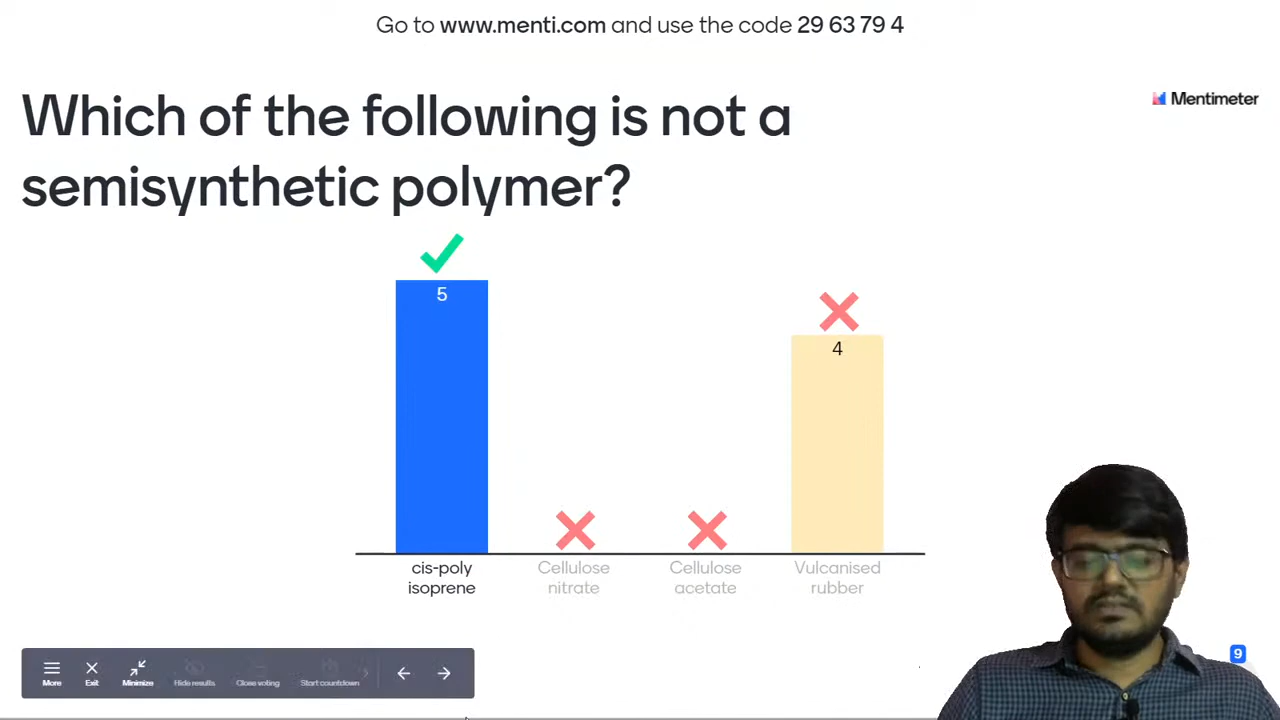 Go to www.menti.com and use the code 29 63 79 4
Mentimeter
Which of the following is not a
semisynthetic polymer?
5
4
cis-poly
isoprene
Cellulose
nitrate
Cellulose
acetate
Vulcanised
rubber
More
Exit
Minimize
Hide results
Close voting
Start countdown
9